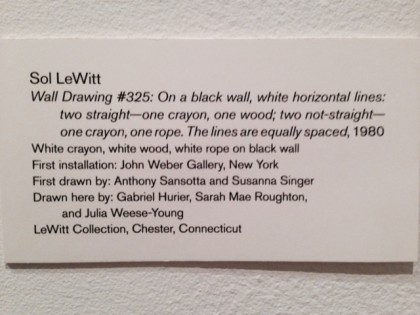 Sol LeWitt
Wall Drawing #325: On a black wall, white horizontal lines:
two straight—one crayon, one wood; two not-straight—
one crayon, one rope. The lines are equally spaced, 1980
White crayon, white wood, white rope on black wall
First installation: John Weber Gallery, New York
First drawn by: Anthony Sansotta and Susanna Singer
Drawn here by: Gabriel Hurier, Sarah Mae Roughton,
and Julia Weese-Young
LeWitt Collection, Chester, Connecticut